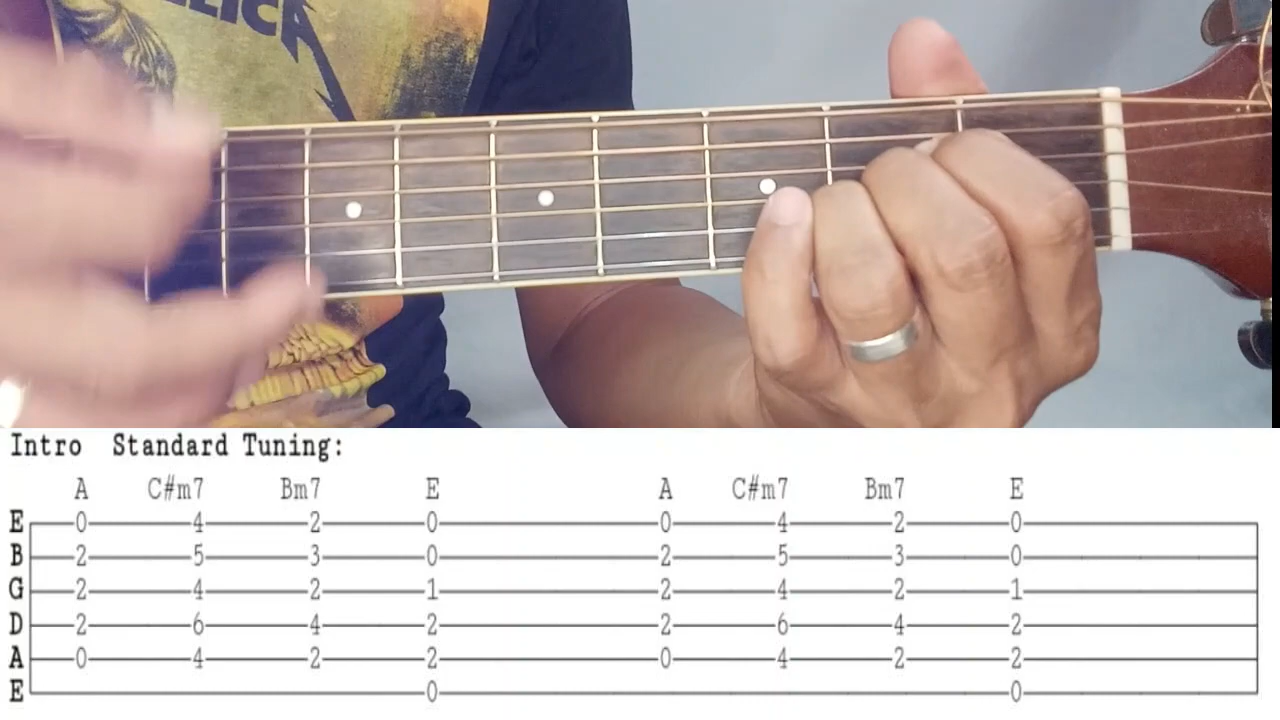 ELLICA
Intro Standard Tuning:
A C#m7 Bm7 E A C#m7 Bm7 E
E 0 4 2 0 0 4 2 0
B 2 5 3 0 2 5 3 0
G 2 4 2 1 2 4 2 1
D 2 6 4 2 2 6 4 2
A 0 4 2 2 0 4 2 2
E 0 0